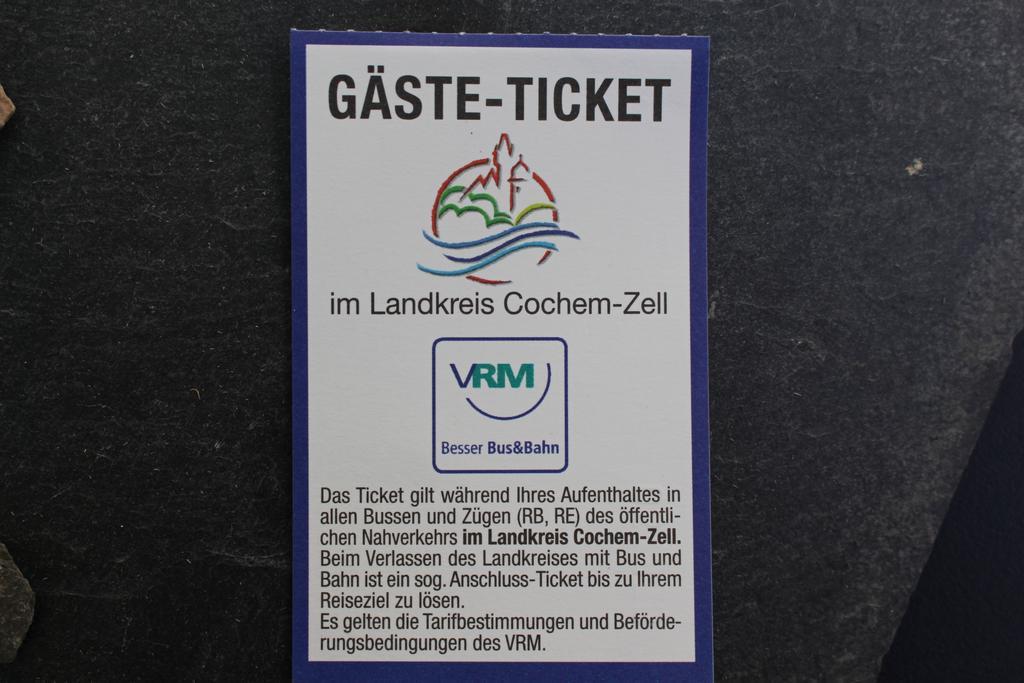 GÄSTE-TICKET
im Landkreis Cochem-Zell
VRM
Besser Bus&Bahn
Das Ticket gilt während Ihres Aufenthaltes in
allen Bussen und Zügen (RB, RE) des öffentli-
chen Nahverkehrs im Landkreis Cochem-Zell.
Beim Verlassen des Landkreises mit Bus und
Bahn ist ein sog. Anschluss-Ticket bis zu Ihrem
Reiseziel zu lösen.
Es gelten die Tarifbestimmungen und Beförde-
rungsbedingungen des VRM.